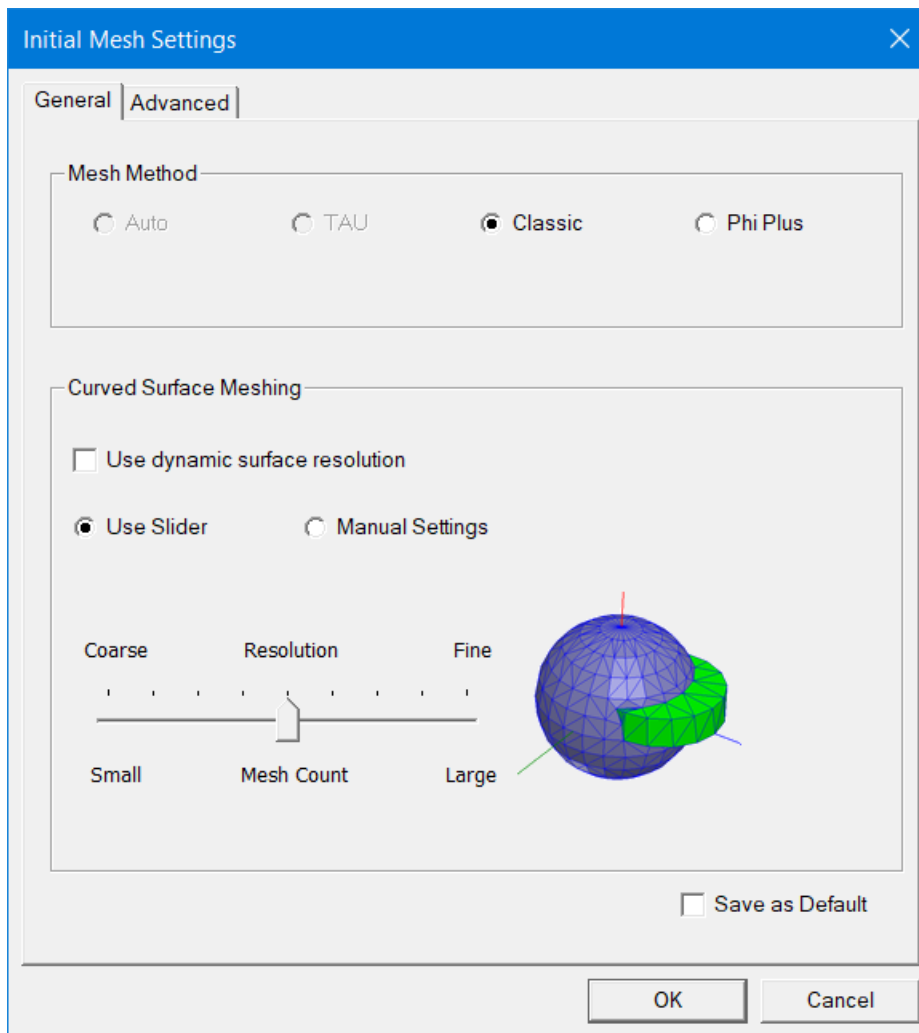 Initial Mesh Settings
General Advanced
Mesh Method
Auto TAU Classic Phi Plus
Curved Surface Meshing
Use dynamic surface resolution
Use Slider Manual Settings
Coarse Resolution Fine
Small Mesh Count Large
Save as Default
OK Cancel